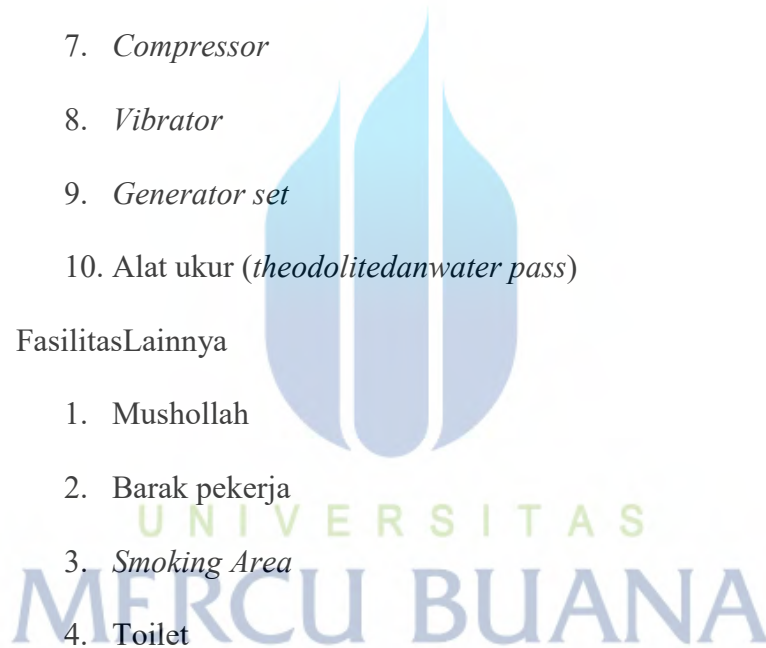 7. Compressor
8. Vibrator
9. Generator set
10. Alat ukur (theodolitedanwater pass)
FasilitasLainnya
1. Mushollah
2. Barak pekerja
UNIVERSITAS
3. Smoking Area
MERCU BUANA
4. Toilet